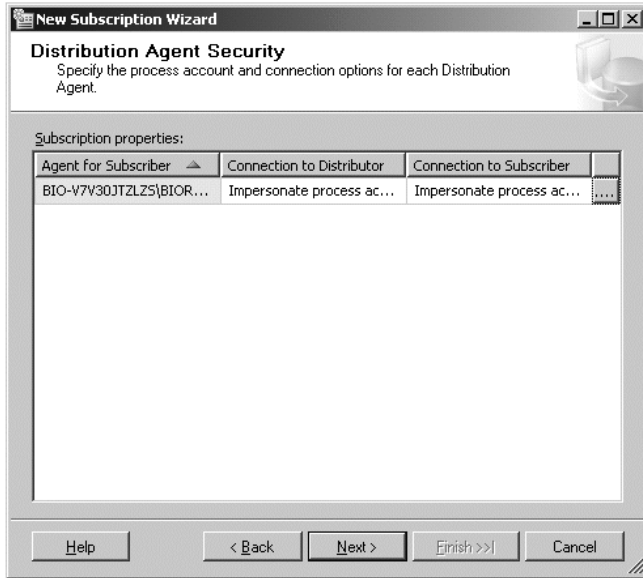 New Subscription Wizard
Distribution Agent Security
Specify the process account and connection options for each Distribution
Agent.
Subscription properties:
Agent for Subscriber Connection to Distributor Connection to Subscriber
BIO-V7V30JTZLZS\BIOR... Impersonate process ac... Impersonate process ac... ....
Help < Back Next > Finish >>| Cancel